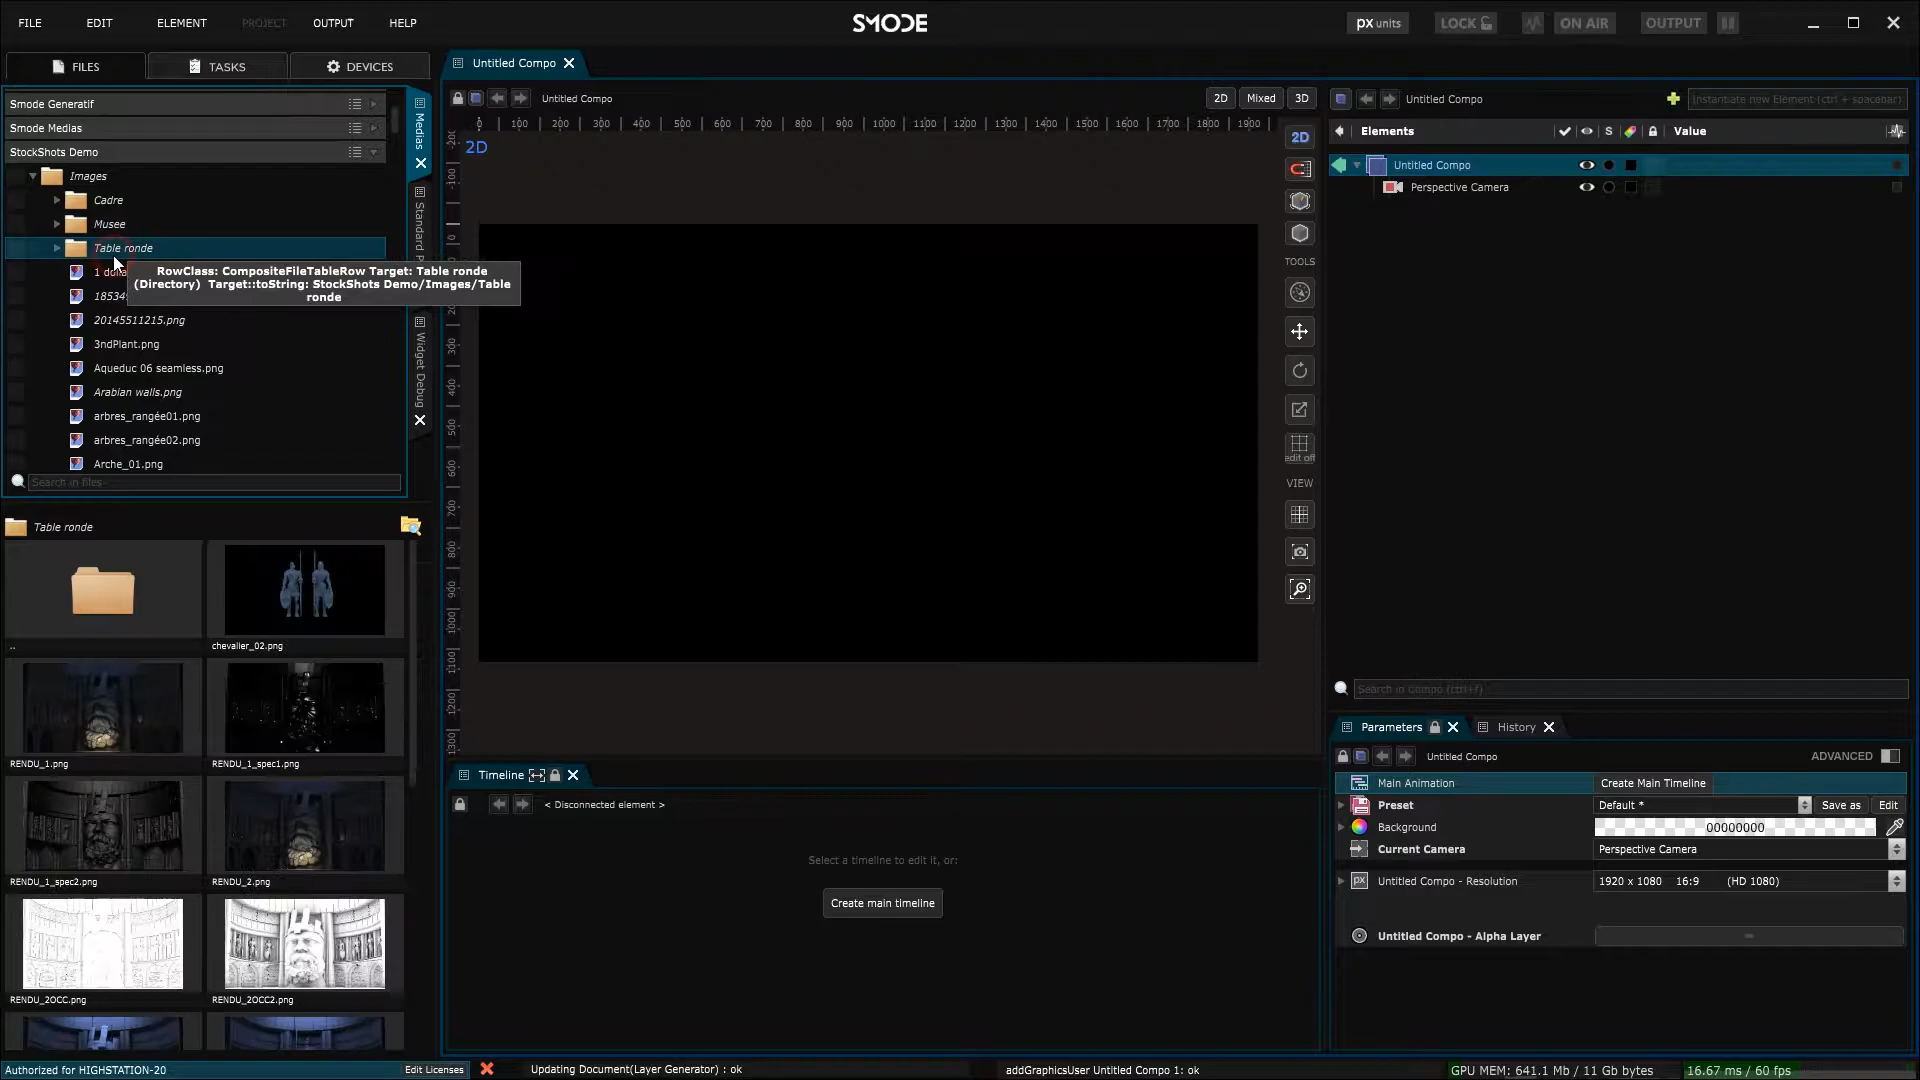 FILE EDIT ELEMENT PROJECT OUTPUT HELP
SMODE
px units LOCK ON AIR OUTPUT
FILES TASKS DEVICES
Untitled Compo
Smode Generatif
Smode Medias
StockShots Demo
Images
Cadre
Musee
Table ronde
RowClass: CompositeFileTableRow Target: Table ronde
(Directory) Target::toString: StockShots Demo/Images/Table
ronde
20145511215.png
3ndPlant.png
Aqueduc 06 seamless.png
Arabian walls.png
arbres_rangée01.png
arbres_rangée02.png
Arche_01.png
Search in files
Medias
Widget Debug
Table ronde
..
chevalier_02.png
RENDU_1.png
RENDU_1_spec1.png
RENDU_1_spec2.png
RENDU_2.png
RENDU_2OCC.png
RENDU_2OCC2.png
Untitled Compo
2D Mixed 3D
0 100 200 300 400 500 600 700 800 900 1000 1100 1200 1300 1400 1500 1600 1700 1800 1900
2D
2D
TOOLS
edit off
VIEW
Timeline
< Disconnected element >
Select a timeline to edit it, or:
Create main timeline
Untitled Compo
Instantiate new Element (ctrl + spacebar)
Elements S Value
Untitled Compo
Perspective Camera
Search in compo (ctrl+f)
Parameters History
Untitled Compo ADVANCED
Main Animation Create Main Timeline
Preset Default * Save as Edit
Background 00000000
Current Camera Perspective Camera
px Untitled Compo - Resolution 1920 x 1080 16:9 (HD 1080)
Untitled Compo - Alpha Layer
Authorized for HIGHSTATION-20 Edit Licenses
Updating Document(Layer Generator) : ok
addGraphicsUser Untitled Compo 1: ok
GPU MEM: 641.1 Mb / 11 Gb bytes
16.67 ms / 60 fps